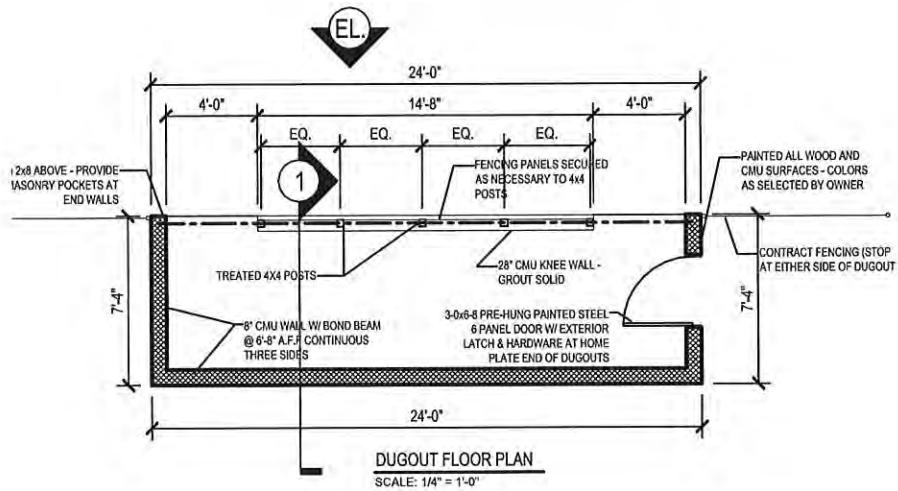 EL.
24'-0"
4'-0"
14'-8"
4'-0"
EQ.
EQ.
EQ.
EQ.
2x8 ABOVE - PROVIDE
MASONRY POCKETS AT
END WALLS
1
FENCING PANELS SECURED
AS NECESSARY TO 4x4
POSTS
PAINTED ALL WOOD AND
CMU SURFACES - COLORS
AS SELECTED BY OWNER
TREATED 4X4 POSTS
28" CMU KNEE WALL -
GROUT SOLID
CONTRACT FENCING (STOP
AT EITHER SIDE OF DUGOUT
7'-4"
7'-4"
8" CMU WALL W/ BOND BEAM
@ 6'-8" A.F.F CONTINUOUS
THREE SIDES
3-0x6-8 PRE-HUNG PAINTED STEEL
6 PANEL DOOR W/ EXTERIOR
LATCH & HARDWARE AT HOME
PLATE END OF DUGOUTS
24'-0"
DUGOUT FLOOR PLAN
SCALE: 1/4" = 1'-0"